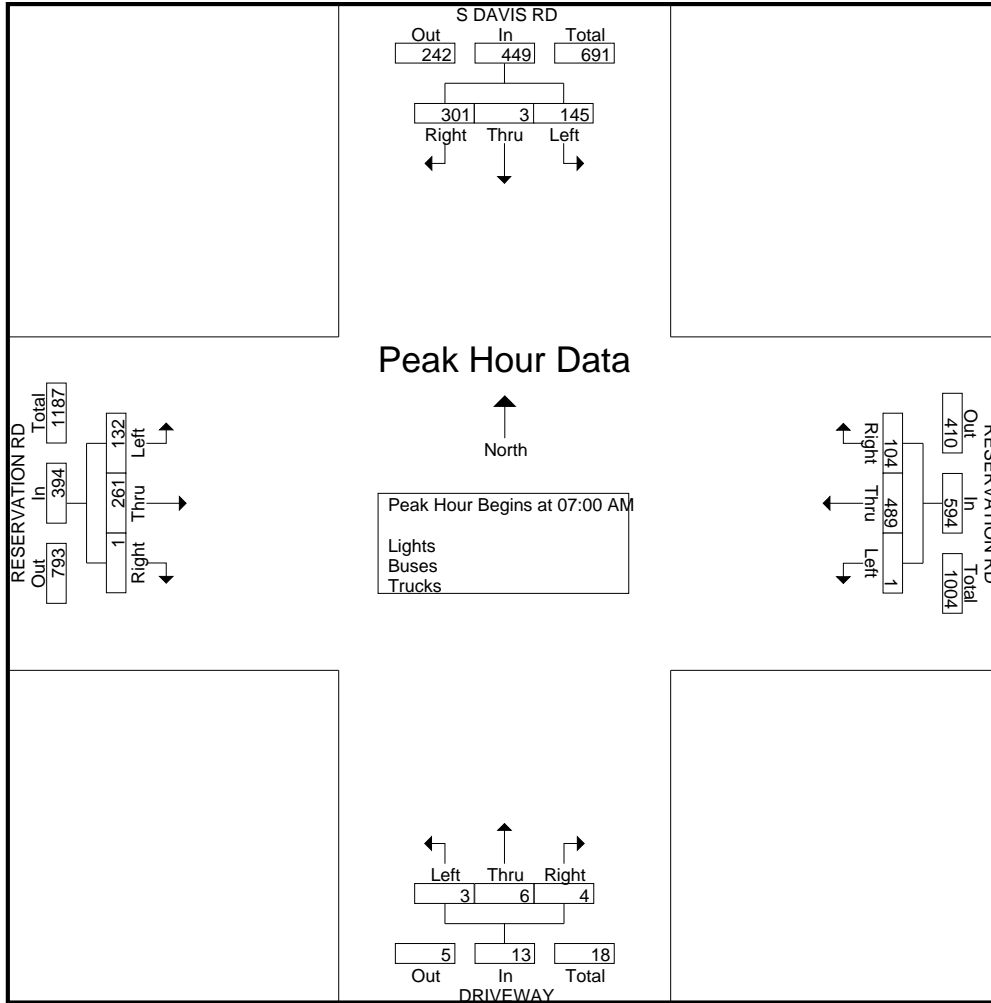 S DAVIS RD
Out In Total
242 449 691
301 3 145
Right Thru Left
Peak Hour Data
North
Peak Hour Begins at 07:00 AM
Lights
Buses
Trucks
RESERVATION RD
Total In Out
1187 394 793
132 261 1
Left Thru Right
Right Thru Left
104 489 1
Out In Total
410 594 1004
RESERVATION RD
Left Thru Right
3 6 4
5 13 18
Out In Total
DRIVEWAY